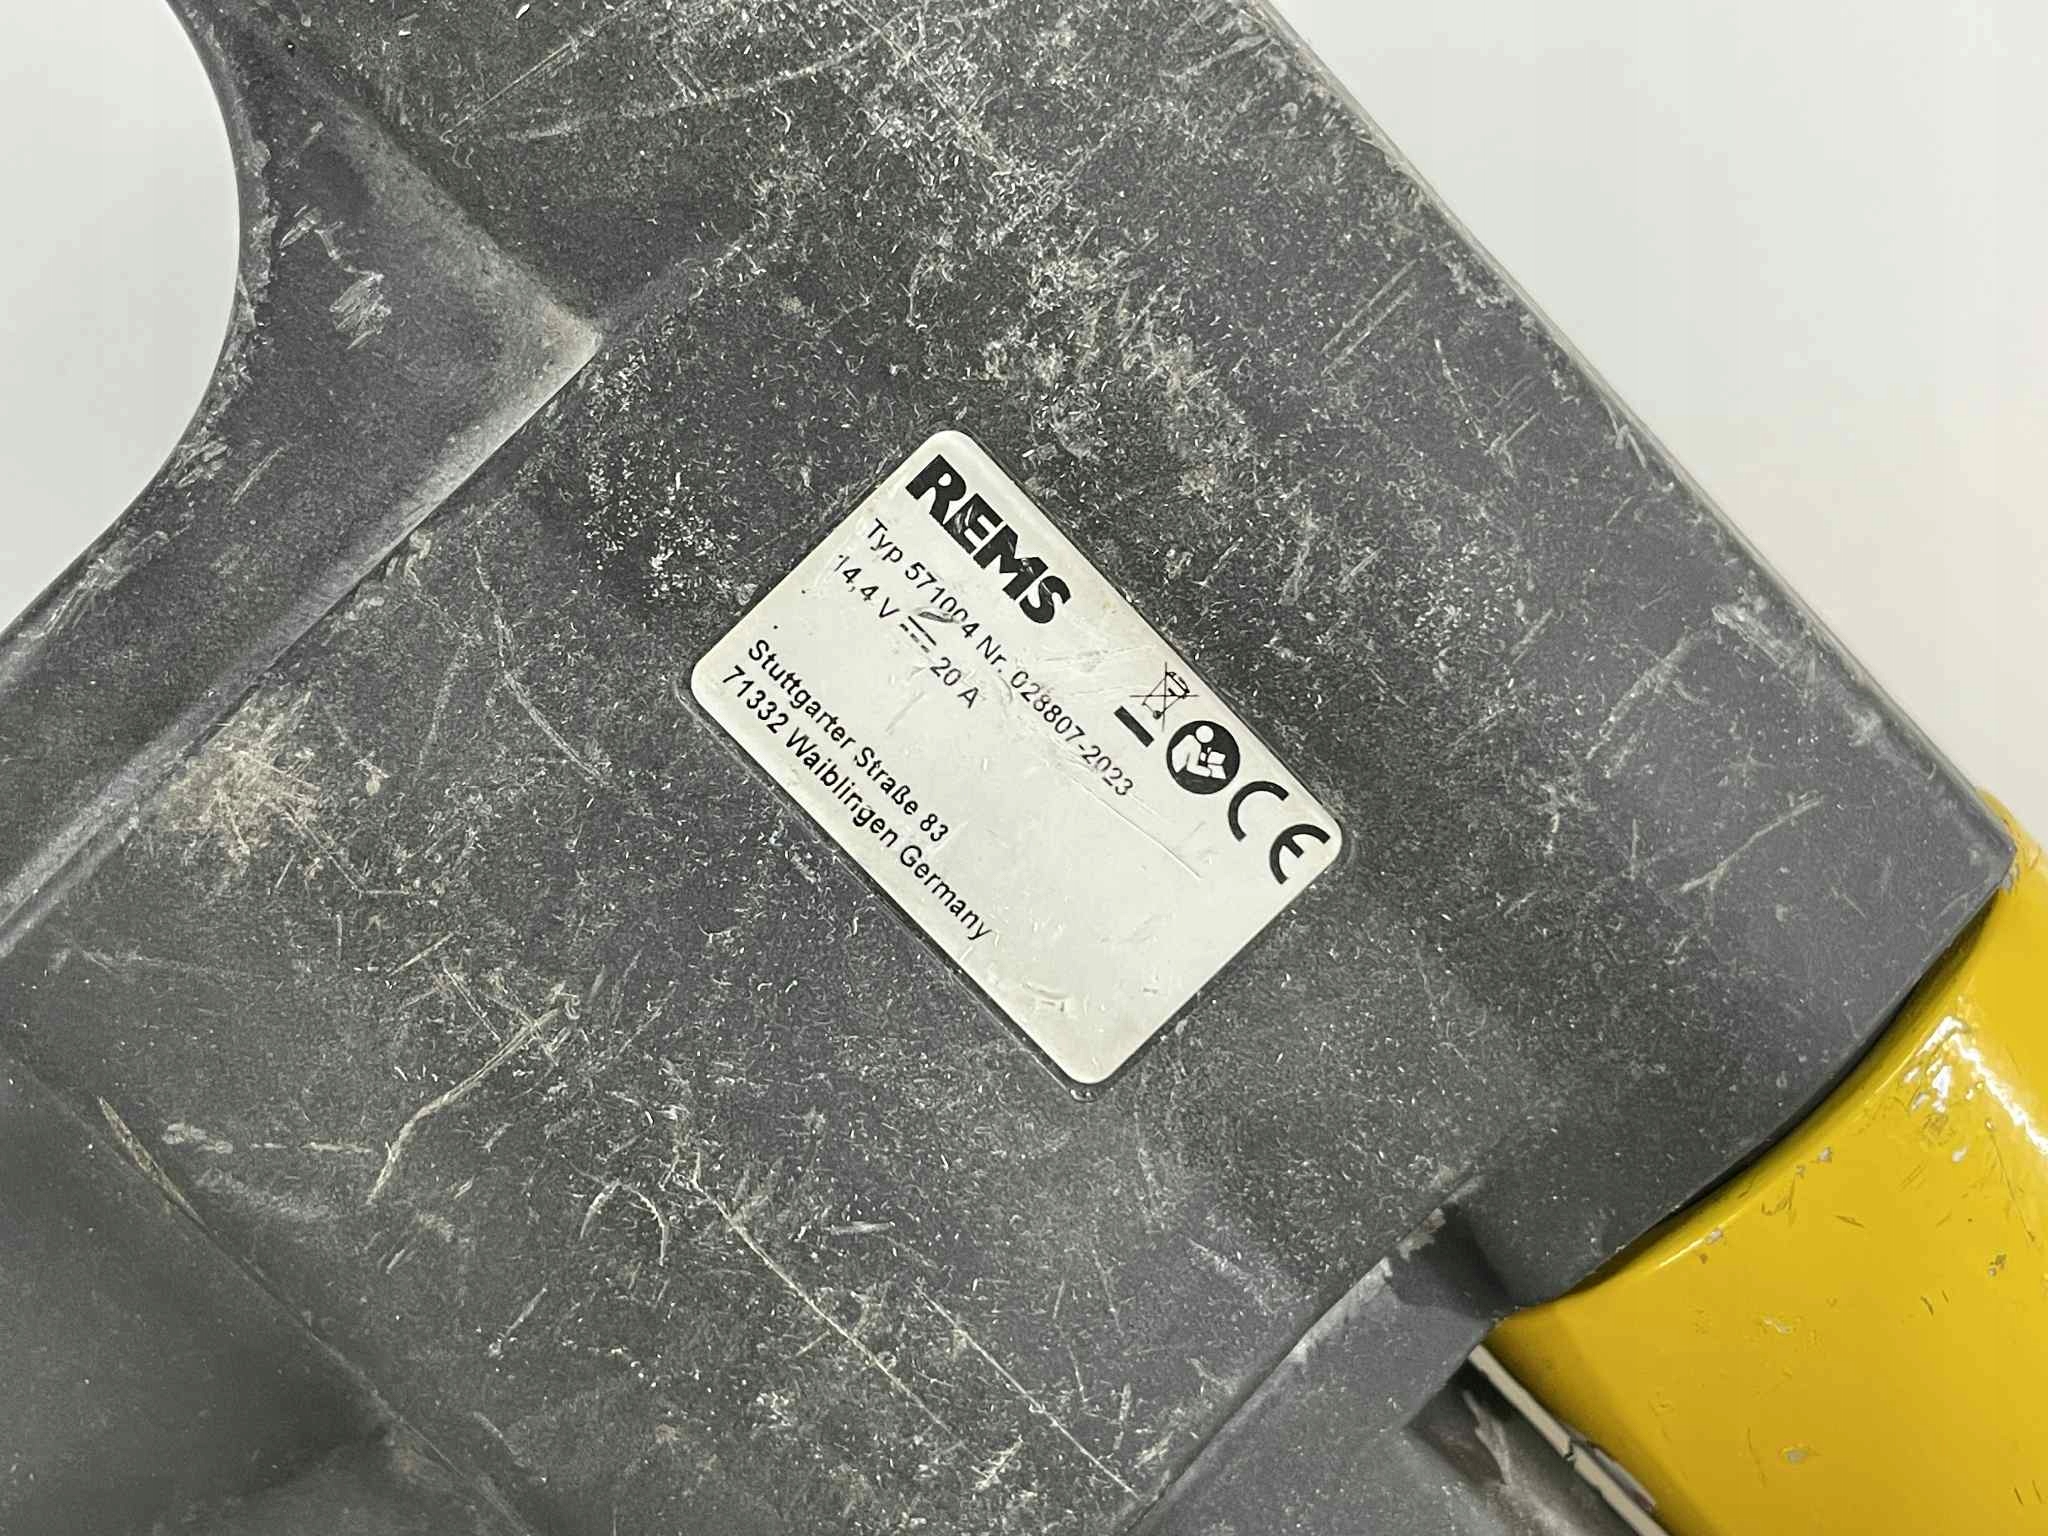 REMS
Typ 571004 Nr. 028807-2023
14,4 V 20 A
Stuttgarter Straße 83
71332 Waiblingen Germany
CE